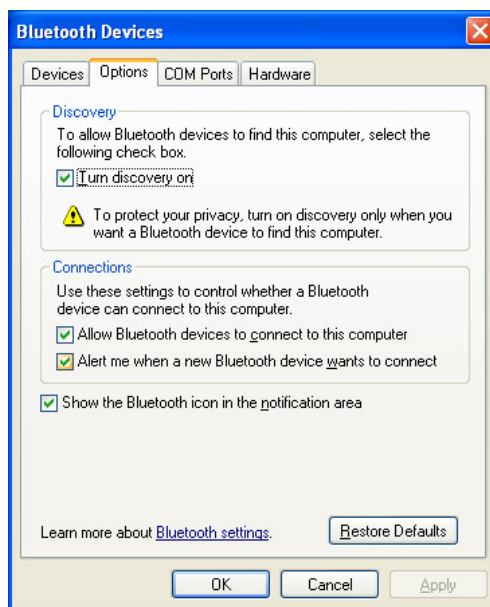 Bluetooth Devices
Devices Options COM Ports Hardware
Discovery
To allow Bluetooth devices to find this computer, select the
following check box.
Turn discovery on
To protect your privacy, turn on discovery only when you
want a Bluetooth device to find this computer.
Connections
Use these settings to control whether a Bluetooth
device can connect to this computer.
Allow Bluetooth devices to connect to this computer
Alert me when a new Bluetooth device wants to connect
Show the Bluetooth icon in the notification area
Learn more about Bluetooth settings. Restore Defaults
OK Cancel Apply